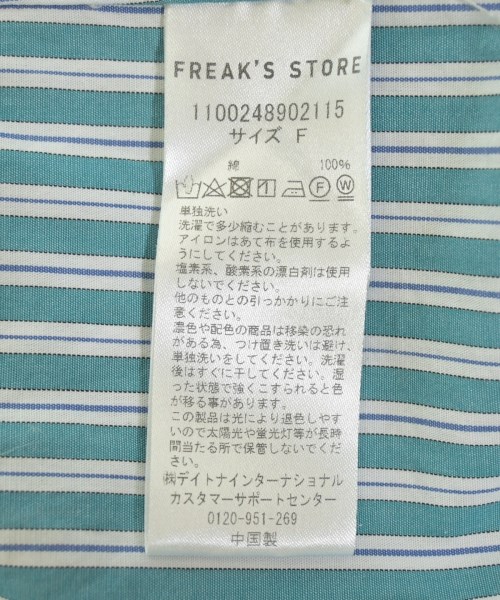 FREAK'S STORE
1100248902115
サイズ F
綿 100%
F W
単独洗い
洗濯で多少縮むことがあります。
アイロンはあて布を使用するよ
うにしてください。
塩素系、酸素系の漂白剤は使用
しないでください。
他のものとの引っかかりにご注
意ください。
濃色や配色の商品は移染の恐れ
がある為、つけ置き洗いは避け、
単独洗いをしてください。洗濯
後はすぐに干してください。湿
った状態で強くこすられると色
が移る事があります。
この製品は光により退色しやす
いので太陽光や蛍光灯等が長時
間当たる所で保管しないでくだ
さい。
㈱デイトナインターナショナル
カスタマーサポートセンター
0120-951-269
中国製